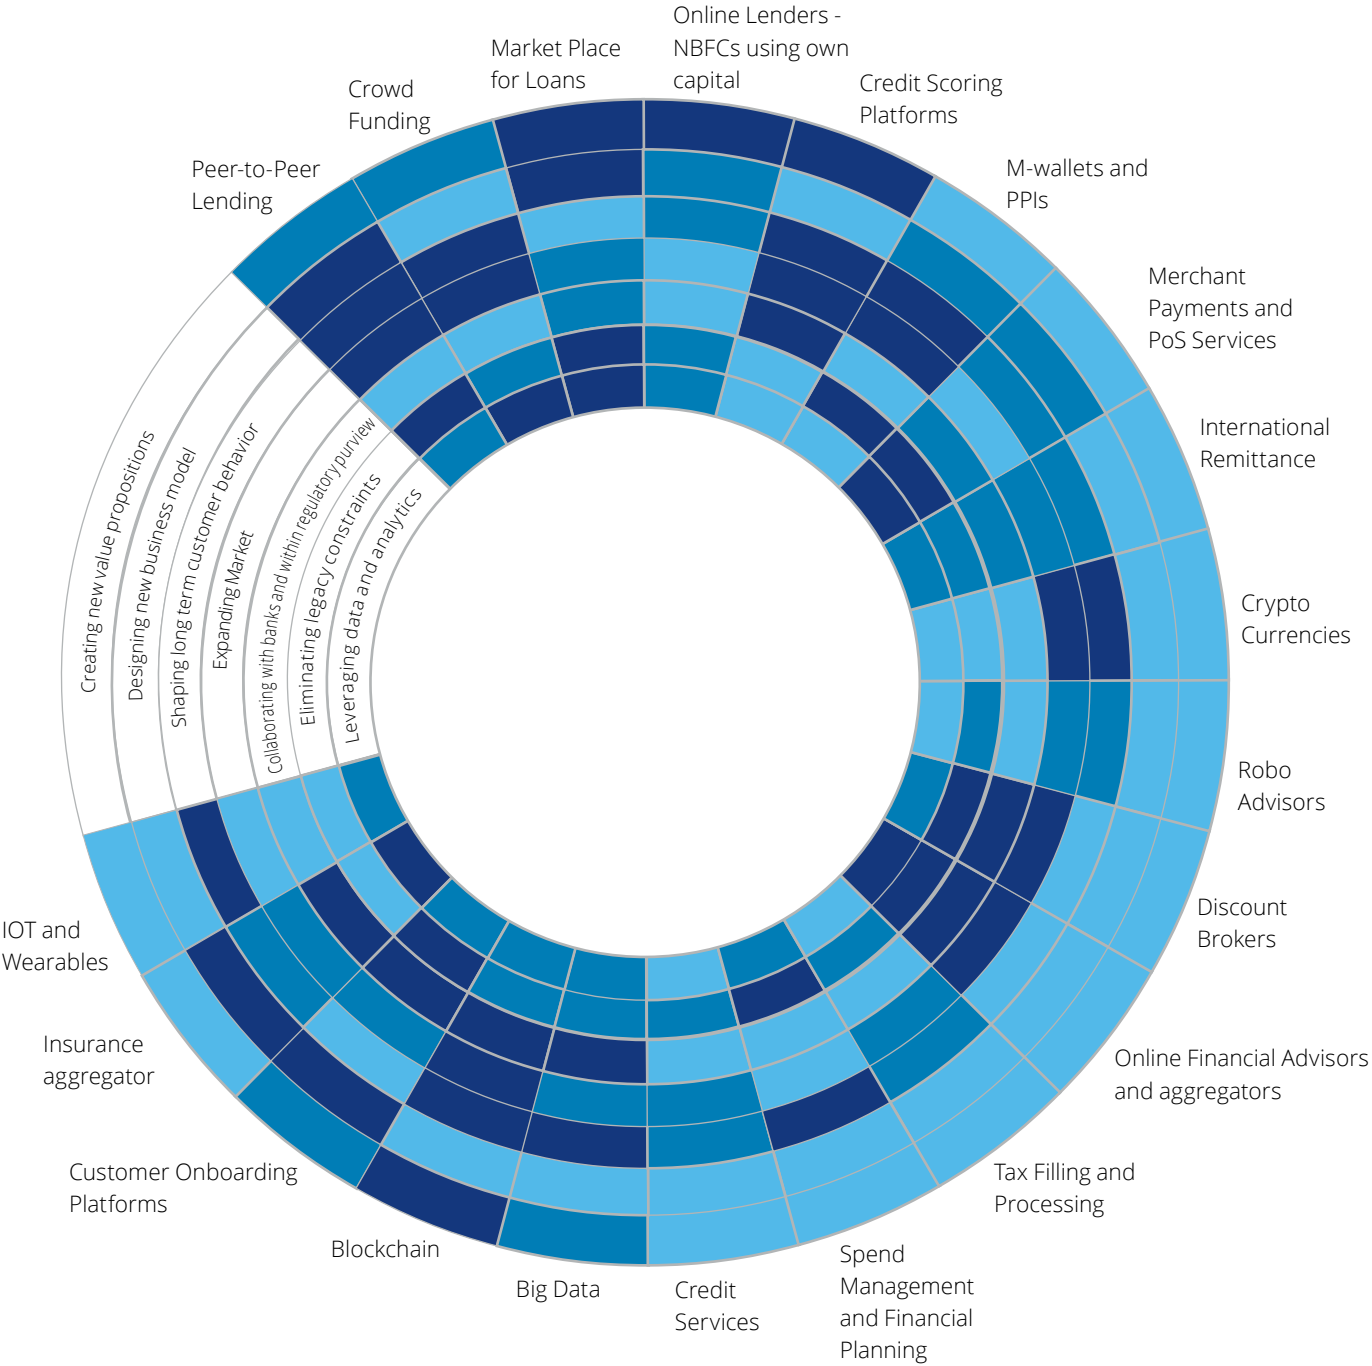 Online Lenders -
NBFCs using own
capital
Market Place
for Loans
Crowd
Funding
Peer-to-Peer
Lending
Credit Scoring
Platforms
M-wallets and
PPIs
Merchant
Payments and
PoS Services
International
Remittance
Crypto
Currencies
Robo
Advisors
Discount
Brokers
Online Financial Advisors
and aggregators
Tax Filling and
Processing
Spend
Management
and Financial
Planning
Credit
Services
Big Data
Blockchain
Customer Onboarding
Platforms
Insurance
aggregator
IOT and
Wearables
Creating new value propositions
Designing new business model
Shaping long term customer behavior
Expanding Market
Collaborating with banks and within regulatory purview
Eliminating legacy constraints
Leveraging data and analytics